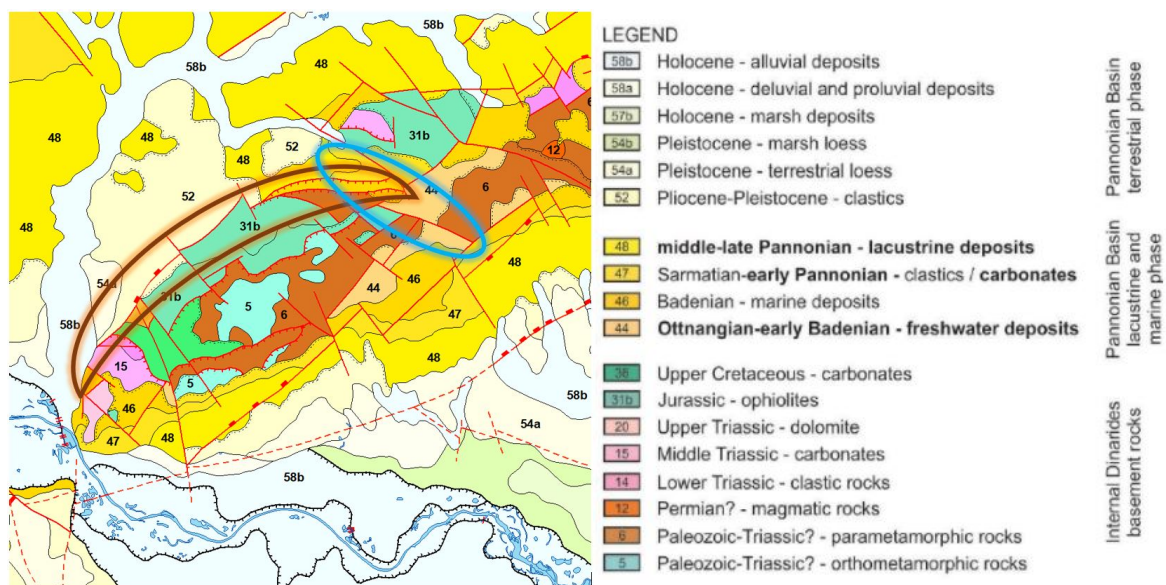 58b
48
58b
48
48
31b
52
48
12
52
44
6
48
31b
6
48
46
44
54a
31b
5
6
47
58b
48
15
5
58b
46
54a
47
48
58b
LEGEND
58b Holocene - alluvial deposits
58a Holocene - deluvial and proluvial deposits
57b Holocene - marsh deposits
54b Pleistocene - marsh loess
54a Pleistocene - terrestrial loess
52 Pliocene-Pleistocene - clastics
48 middle-late Pannonian - lacustrine deposits
47 Sarmatian-early Pannonian - clastics / carbonates
46 Badenian - marine deposits
44 Ottnangian-early Badenian - freshwater deposits
38 Upper Cretaceous - carbonates
31b Jurassic - ophiolites
20 Upper Triassic - dolomite
15 Middle Triassic - carbonates
14 Lower Triassic - clastic rocks
12 Permian? - magmatic rocks
6 Paleozoic-Triassic? - parametamorphic rocks
5 Paleozoic-Triassic? - orthometamorphic rocks
Pannonian Basin
terrestrial phase
Pannonian Basin
lacustrine and
marine phase
Internal Dinarides
basement rocks